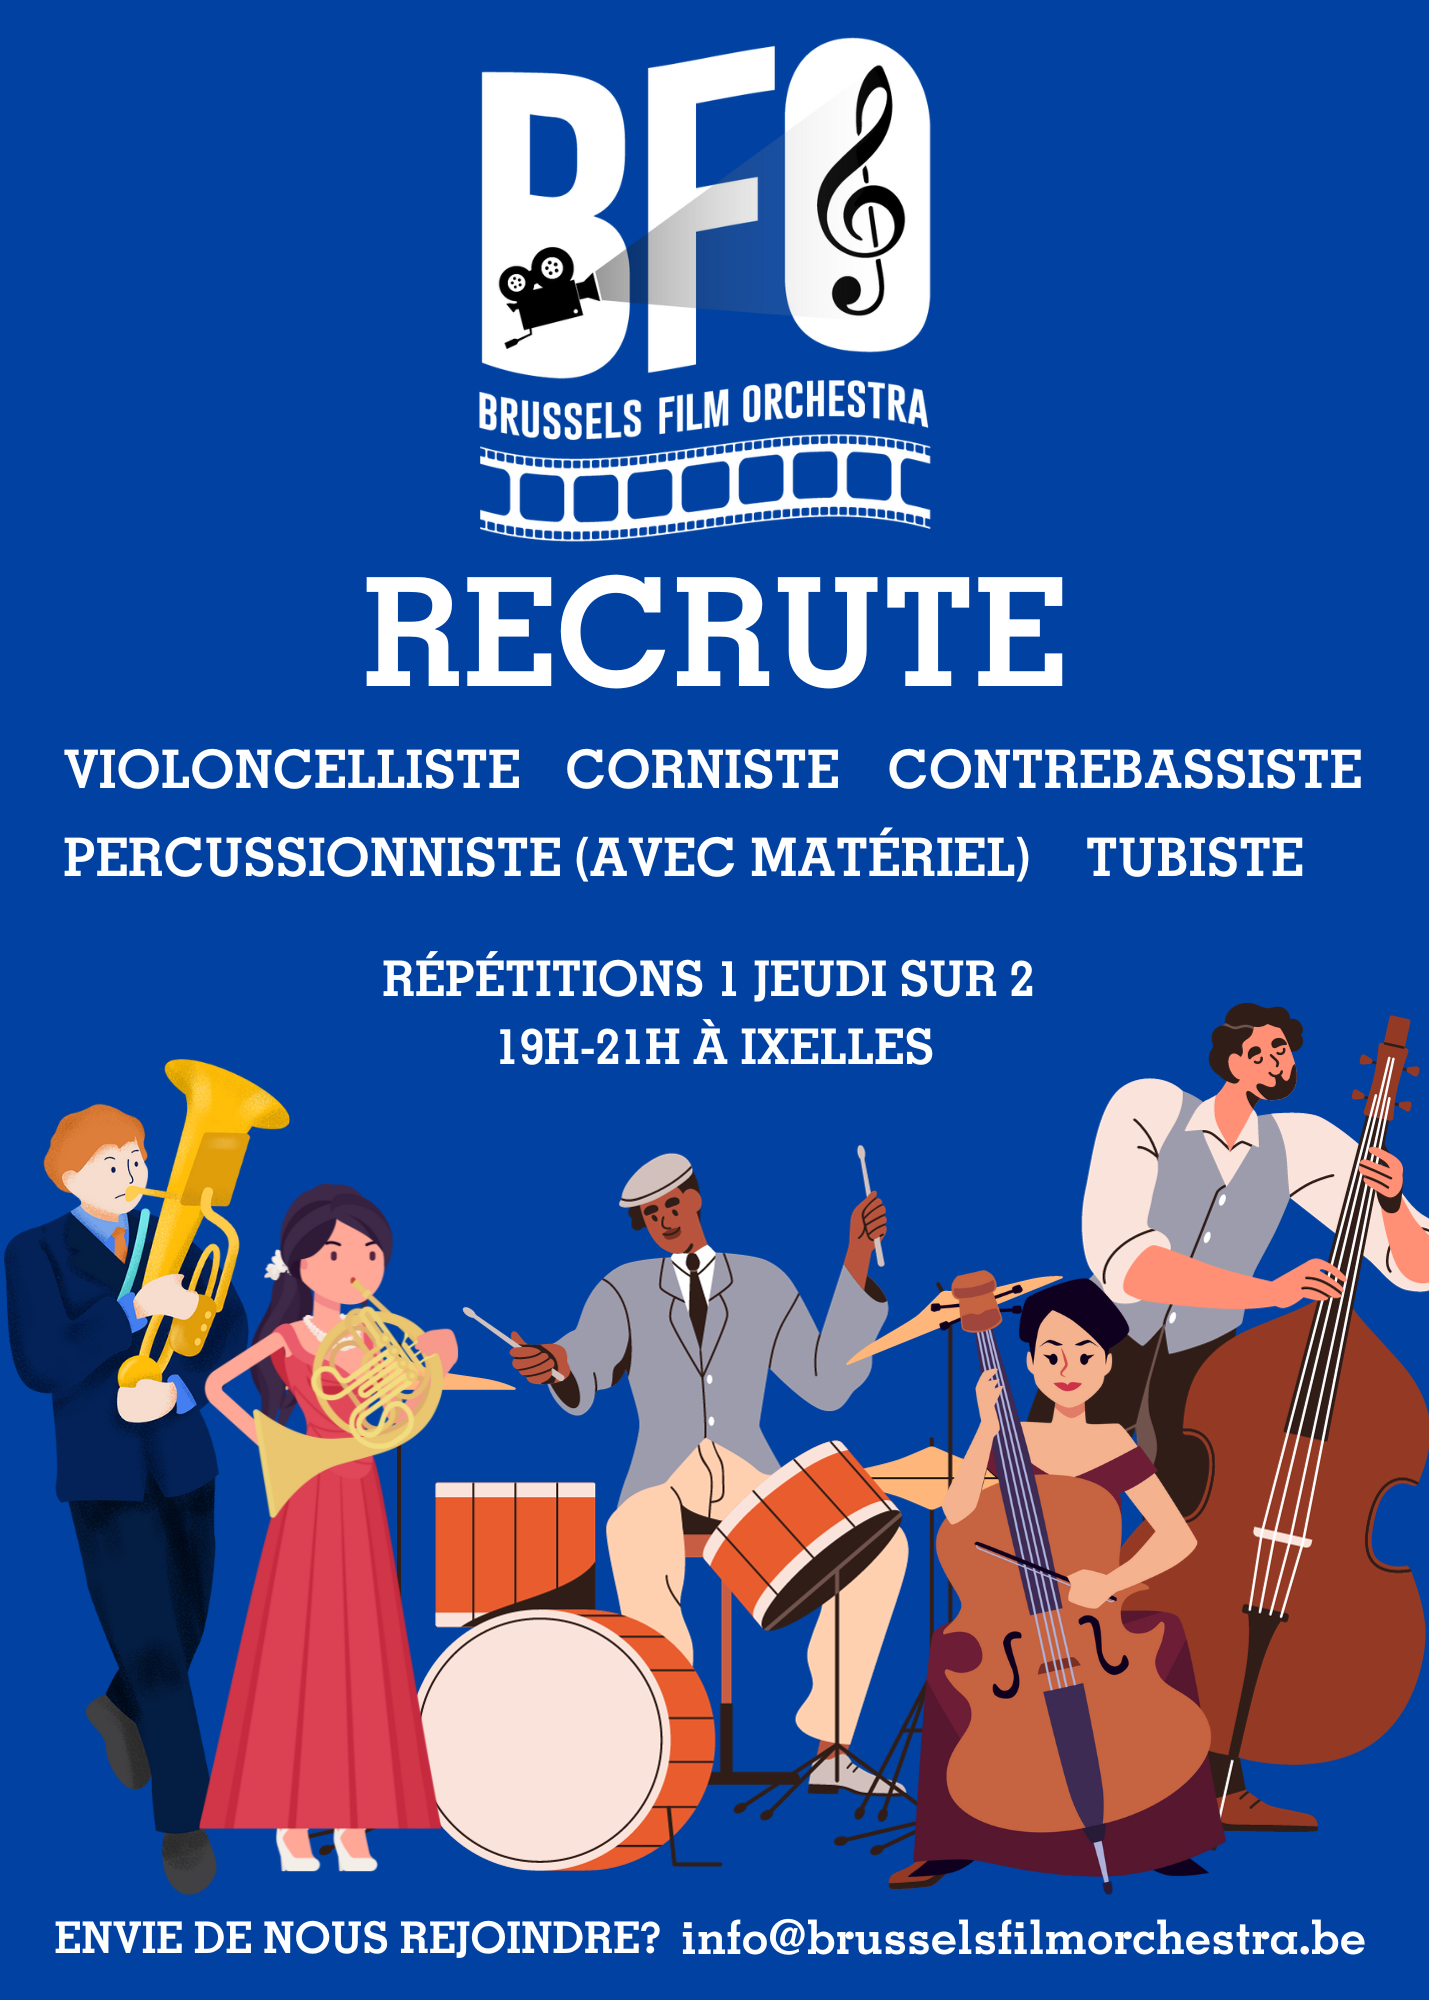 BFO
BRUSSELS FILM ORCHESTRA
RECRUTE
VIOLONCELLISTE CORNISTE CONTREBASSISTE
PERCUSSIONNISTE (AVEC MATÉRIEL) TUBISTE
RÉPÉTITIONS 1 JEUDI SUR 2
19H-21H À IXELLES
ENVIE DE NOUS REJOINDRE? info@brusselsfilmorchestra.be